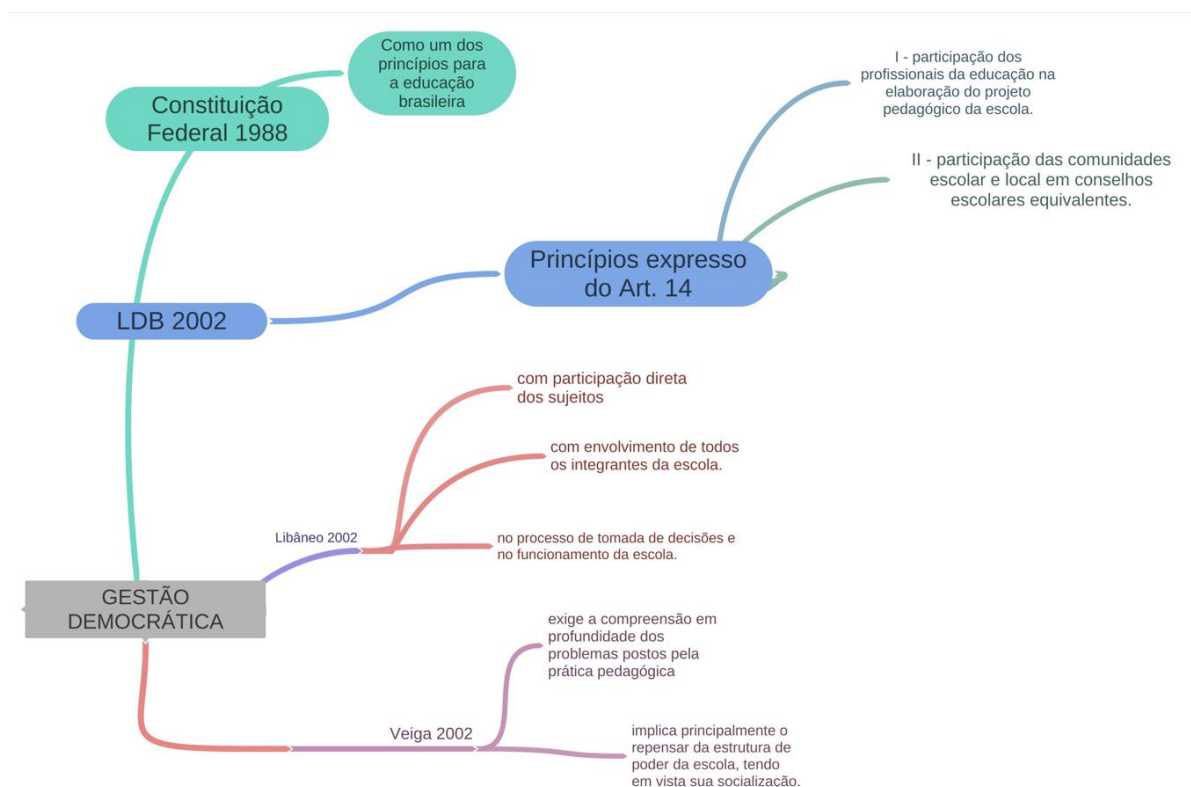 Como um dos
princípios para
a educação
brasileira
Constituição
Federal 1988
I - participação dos
profissionais da educação na
elaboração do projeto
pedagógico da escola.
II - participação das comunidades
escolar e local em conselhos
escolares equivalentes.
Princípios expresso
do Art. 14
LDB 2002
com participação direta
dos sujeitos
com envolvimento de todos
os integrantes da escola.
Libâneo 2002
no processo de tomada de decisões e
no funcionamento da escola.
GESTÃO
DEMOCRÁTICA
exige a compreensão em
profundidade dos
problemas postos pela
prática pedagógica
Veiga 2002
implica principalmente o
repensar da estrutura de
poder da escola, tendo
em vista sua socialização.